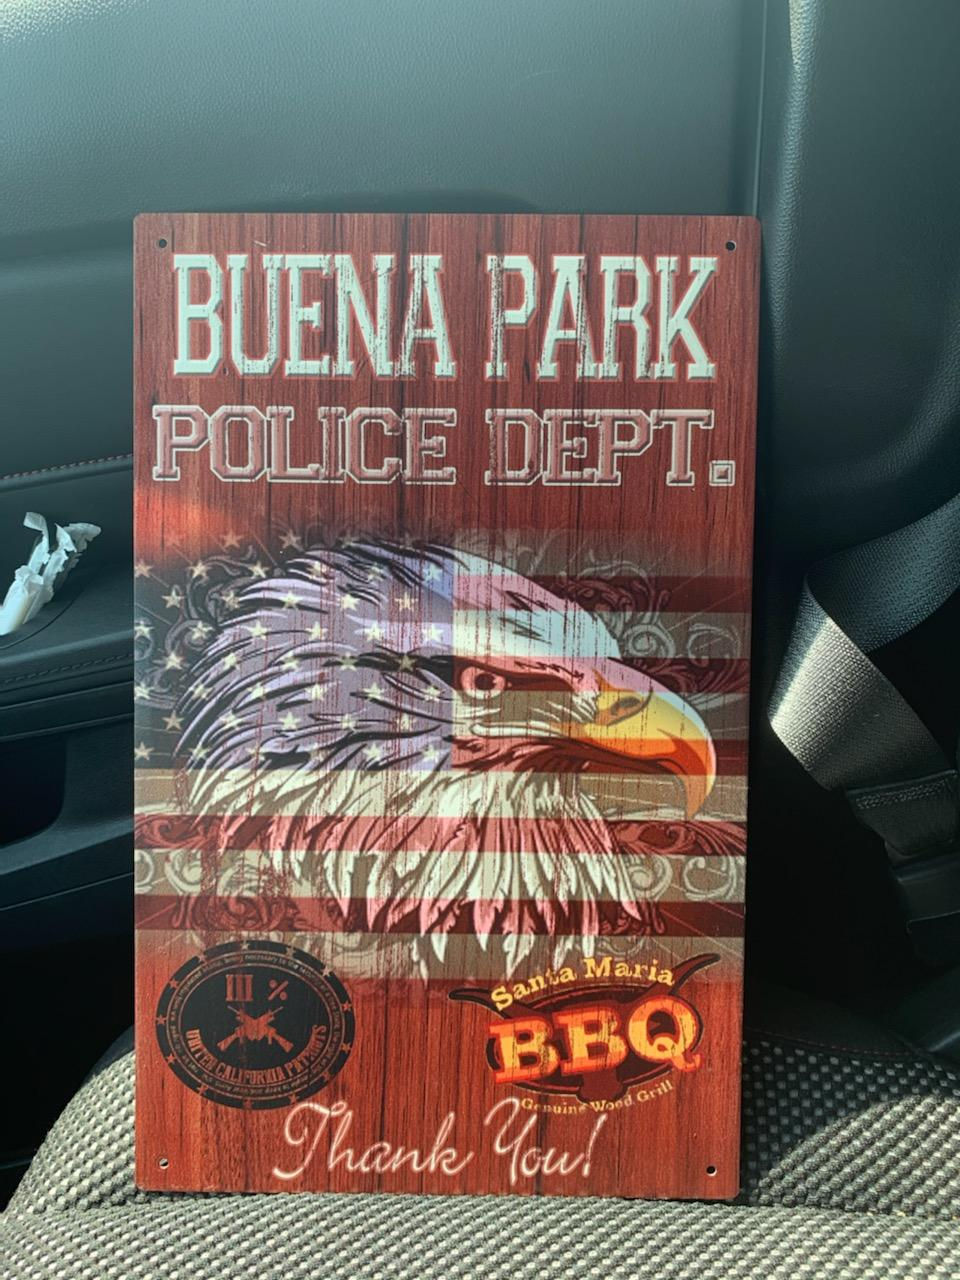 BUENA PARK
POLICE DEPT.
III %
UNITED CALIFORNIA PATRIOTS
Santa Maria
BBQ
Genuine Wood Grill
Thank You!